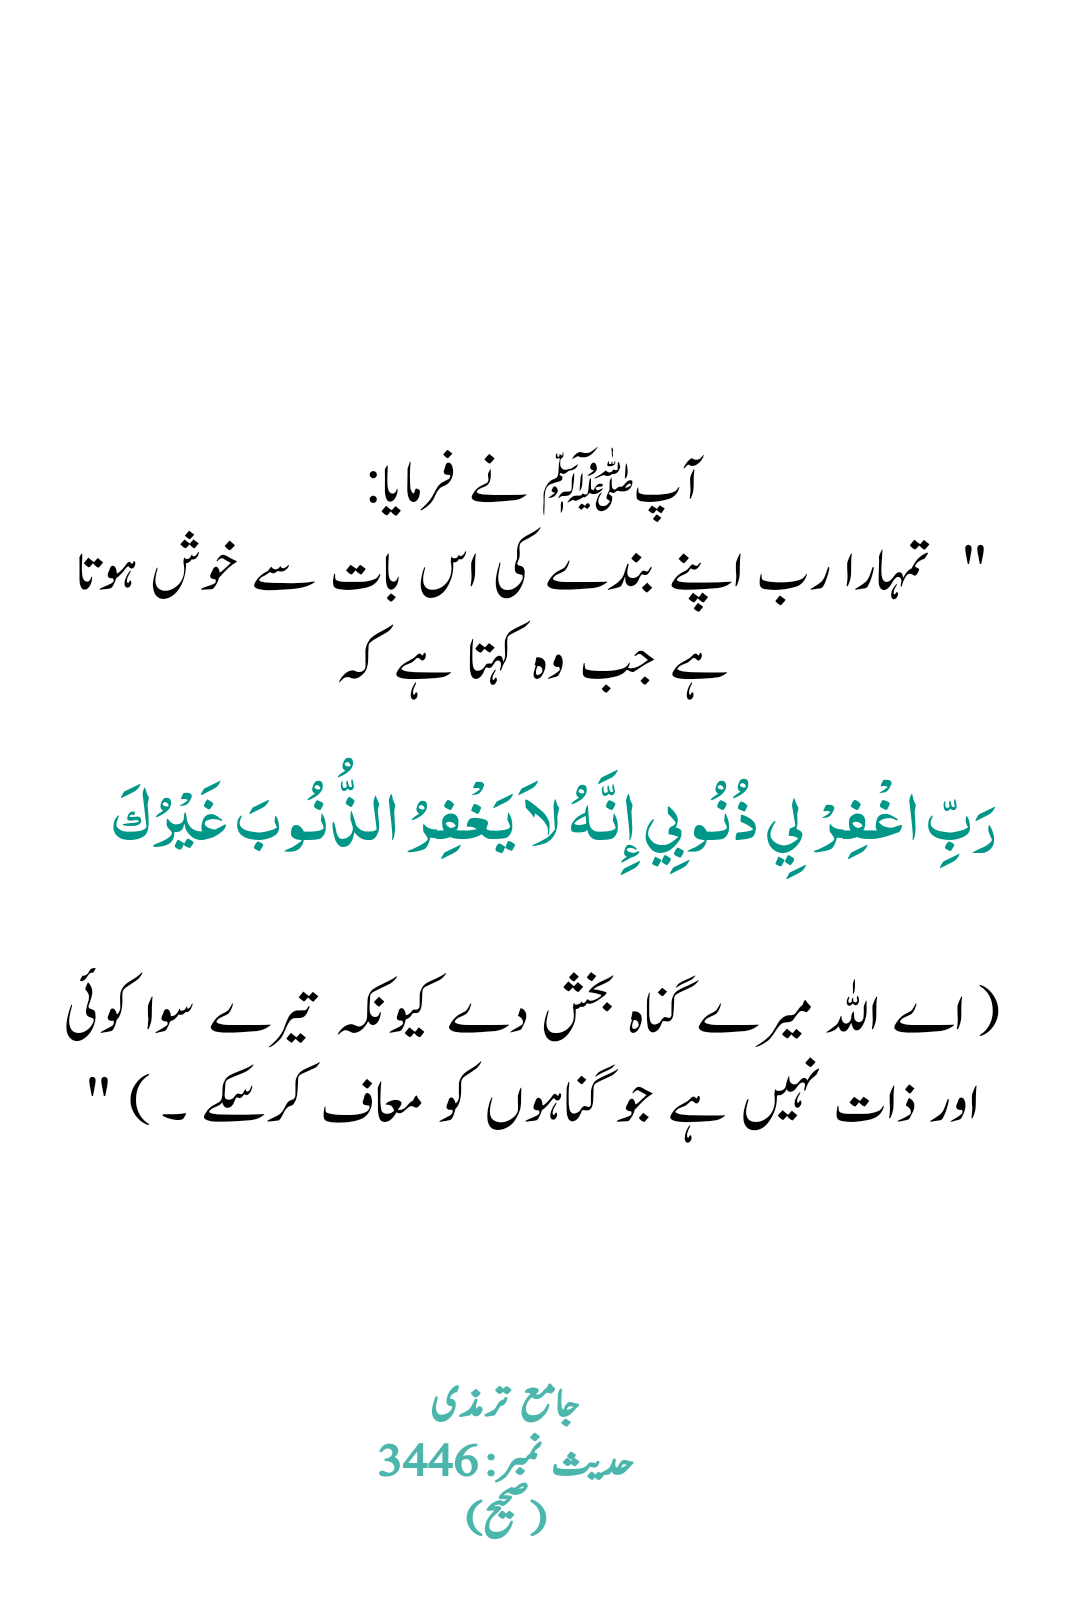 آپﷺ نے فرمایا:
" تمہارا رب اپنے بندے کی اس بات سے خوش ہوتا
ہے جب وہ کہتا ہے کہ
رَبِّ اغْفِرْ لِي ذُنُوبِي إِنَّهُ لاَ يَغْفِرُ الذُّنُوبَ غَيْرُكَ
( اے اللہ میرے گناہ بخش دے کیونکہ تیرے سوا کوئی
اور ذات نہیں ہے جو گناہوں کو معاف کرسکے ۔ ) "
جامع ترمذی
حدیث نمبر: 3446
(صحیح)